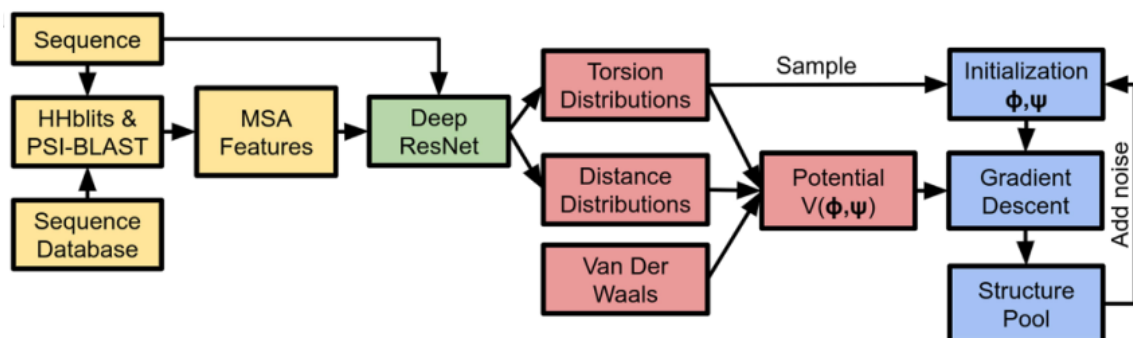 Sequence
HHblits &
PSI-BLAST
Sequence
Database
MSA
Features
Deep
ResNet
Torsion
Distributions
Distance
Distributions
Van Der
Waals
Sample
Potential
V(ϕ,ψ)
Initialization
ϕ,ψ
Gradient
Descent
Structure
Pool
Add noise